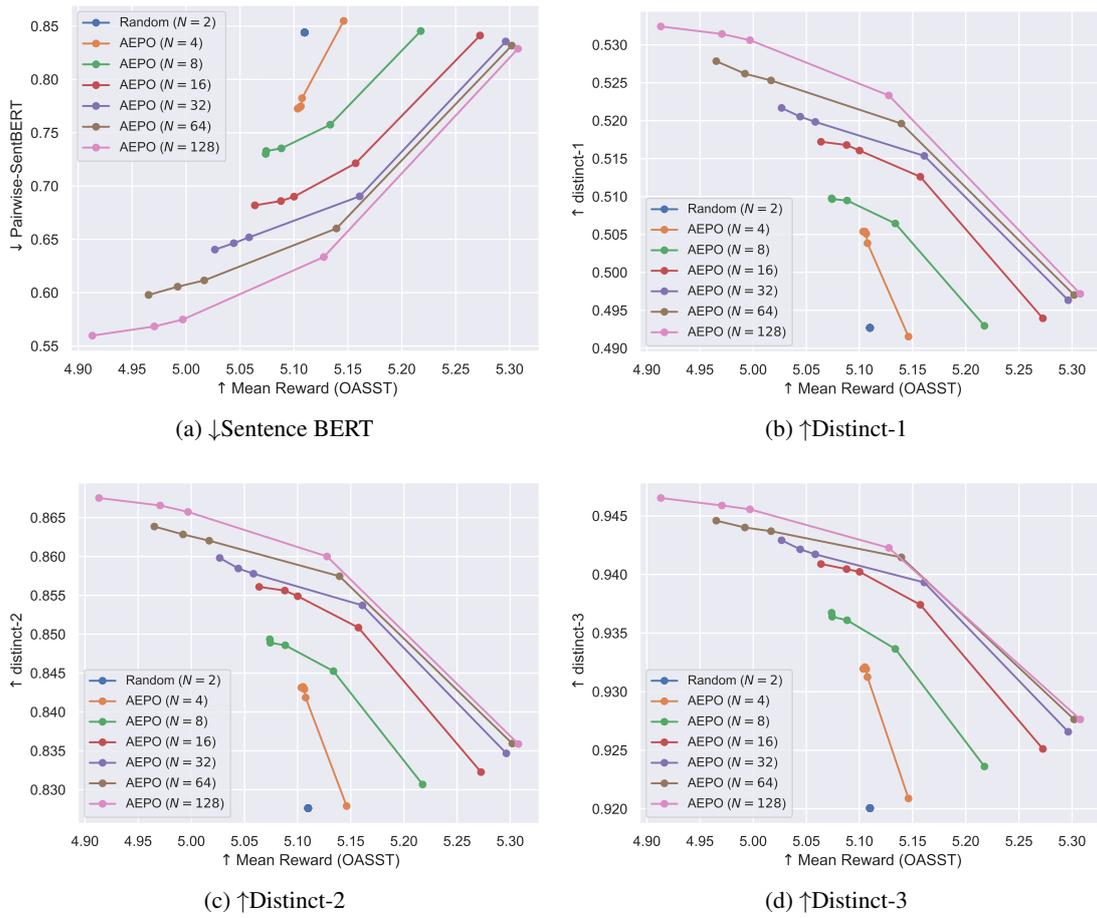 0.85
0.80
0.75
0.70
0.65
0.60
0.55
↓ Pairwise-SentBERT
Random (N = 2)
AEPO (N = 4)
AEPO (N = 8)
AEPO (N = 16)
AEPO (N = 32)
AEPO (N = 64)
AEPO (N = 128)
4.90 4.95 5.00 5.05 5.10 5.15 5.20 5.25 5.30
↑ Mean Reward (OASST)
(a) ↓Sentence BERT
0.530
0.525
0.520
0.515
0.510
0.505
0.500
0.495
0.490
↑ distinct-1
Random (N = 2)
AEPO (N = 4)
AEPO (N = 8)
AEPO (N = 16)
AEPO (N = 32)
AEPO (N = 64)
AEPO (N = 128)
4.90 4.95 5.00 5.05 5.10 5.15 5.20 5.25 5.30
↑ Mean Reward (OASST)
(b) ↑Distinct-1
0.865
0.860
0.855
0.850
0.845
0.840
0.835
0.830
↑ distinct-2
Random (N = 2)
AEPO (N = 4)
AEPO (N = 8)
AEPO (N = 16)
AEPO (N = 32)
AEPO (N = 64)
AEPO (N = 128)
4.90 4.95 5.00 5.05 5.10 5.15 5.20 5.25 5.30
↑ Mean Reward (OASST)
(c) ↑Distinct-2
0.945
0.940
0.935
0.930
0.925
0.920
↑ distinct-3
Random (N = 2)
AEPO (N = 4)
AEPO (N = 8)
AEPO (N = 16)
AEPO (N = 32)
AEPO (N = 64)
AEPO (N = 128)
4.90 4.95 5.00 5.05 5.10 5.15 5.20 5.25 5.30
↑ Mean Reward (OASST)
(d) ↑Distinct-3